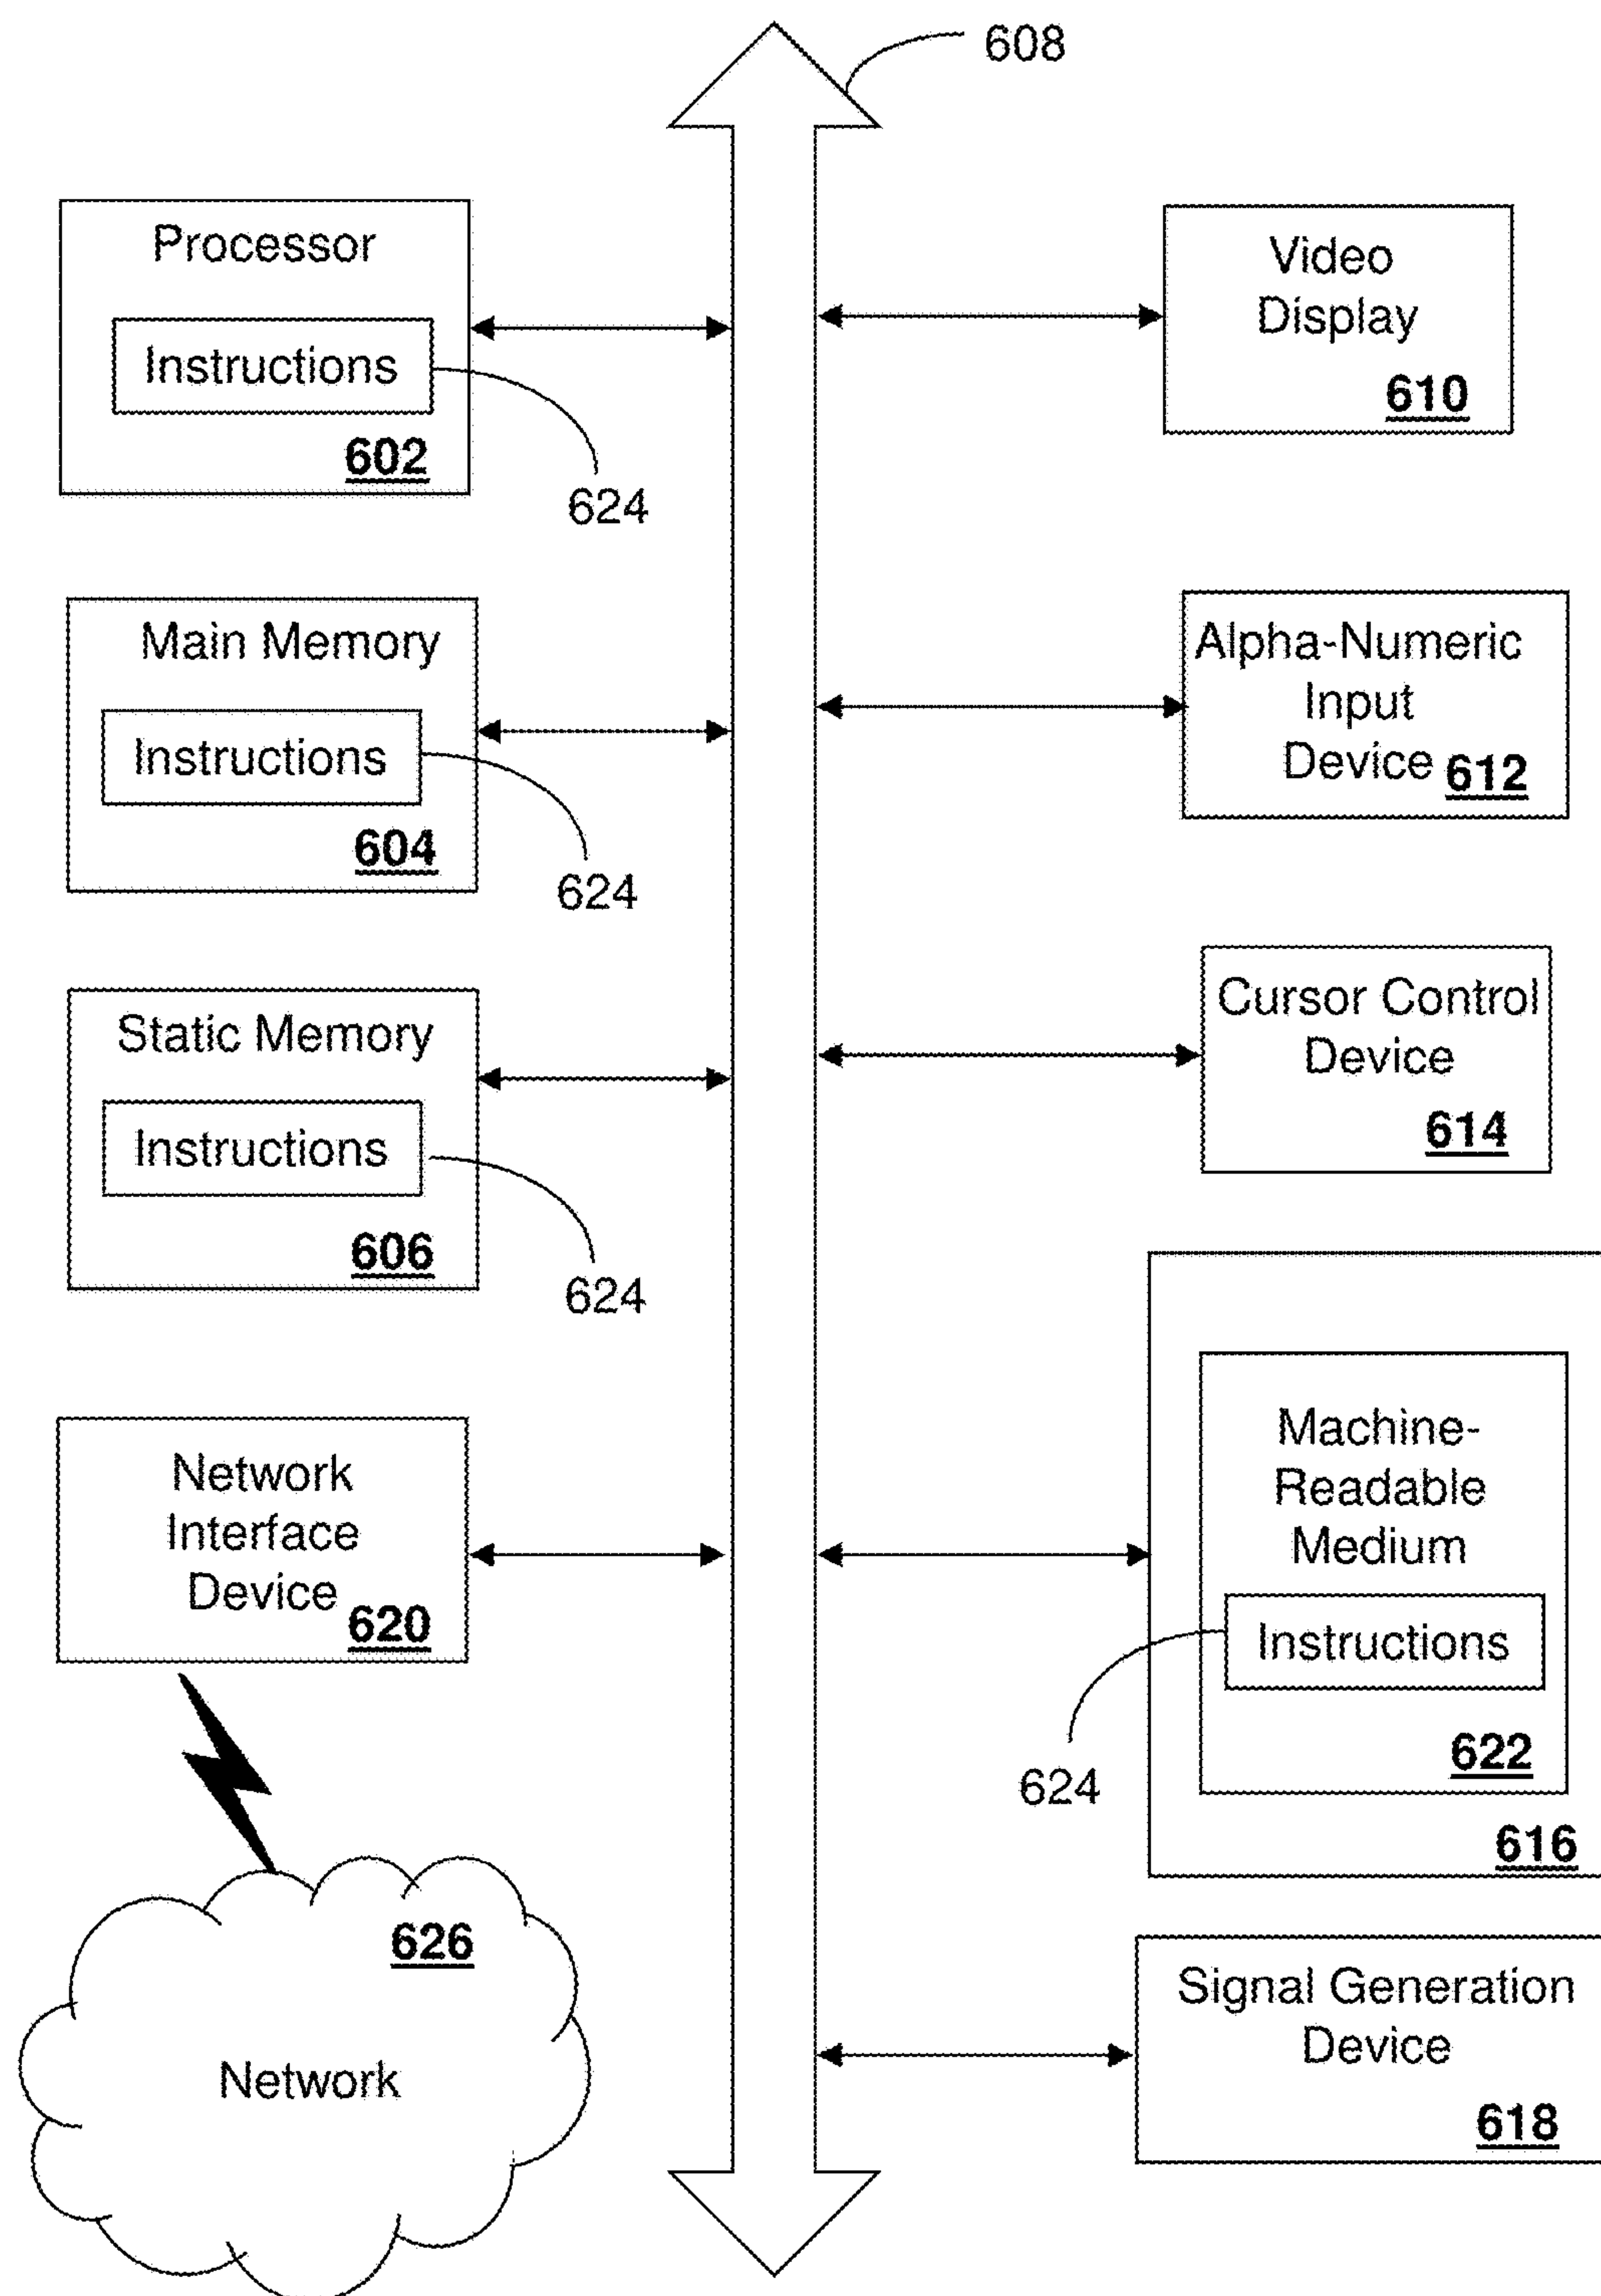 608
Processor
Instructions
602
624
Main Memory
Instructions
604
624
Static Memory
Instructions
606
624
Network
Interface
Device
620
626
Network
Video
Display
610
Alpha-Numeric
Input
Device
612
Cursor Control
Device
614
Machine-
Readable
Medium
Instructions
622
624
616
Signal Generation
Device
618